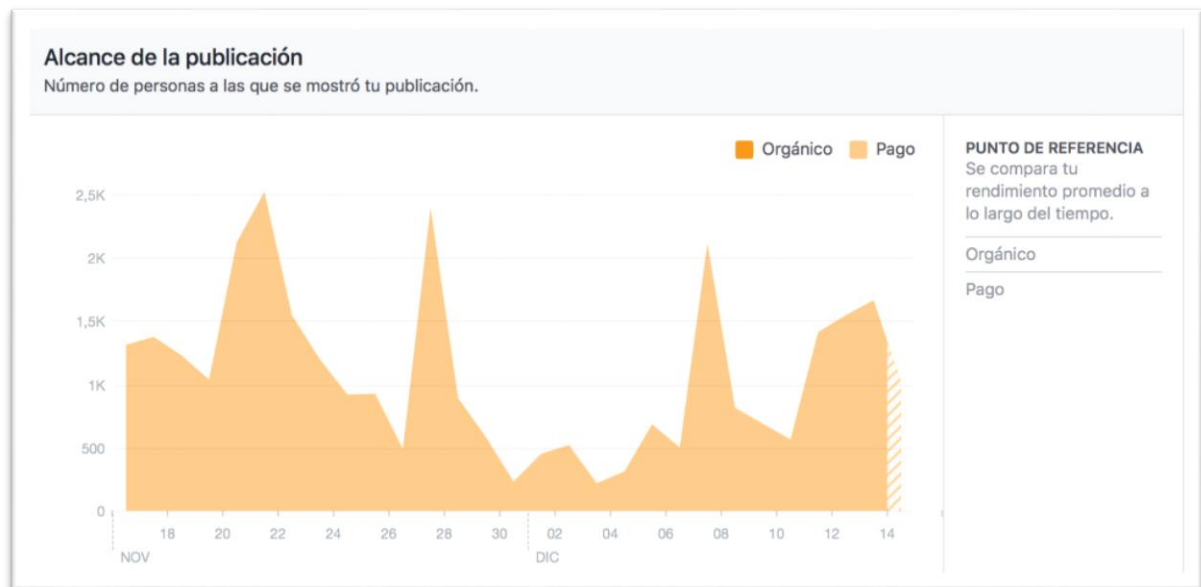 Alcance de la publicación
Número de personas a las que se mostró tu publicación.
Orgánico
Pago
2,5K
2K
1,5K
1K
500
0
18
20
22
24
26
28
30
02
04
06
08
10
12
14
NOV
DIC
PUNTO DE REFERENCIA
Se compara tu
rendimiento promedio a
lo largo del tiempo.
Orgánico
Pago